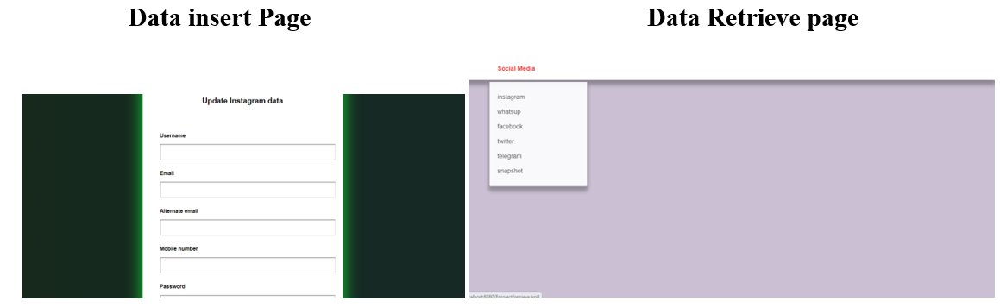 Data insert Page
Data Retrieve page
Update Instagram data
Username
Email
Alternate email
Mobile number
Password
Social Media
instagram
whatsup
facebook
twitter
telegram
snapshot